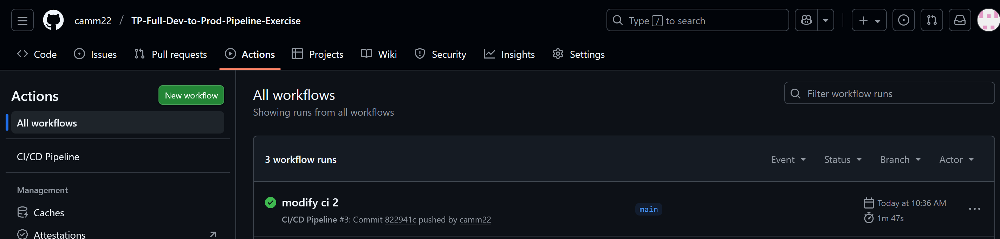 camm22 / TP-Full-Dev-to-Prod-Pipeline-Exercise
Type / to search
Code Issues Pull requests Actions Projects Wiki Security Insights Settings
Actions
New workflow
All workflows
CI/CD Pipeline
Management
Caches
Attestations
All workflows
Showing runs from all workflows
Filter workflow runs
3 workflow runs
Event Status Branch Actor
modify ci 2
CI/CD Pipeline #3: Commit 822941c pushed by camm22
main
Today at 10:36 AM
1m 47s